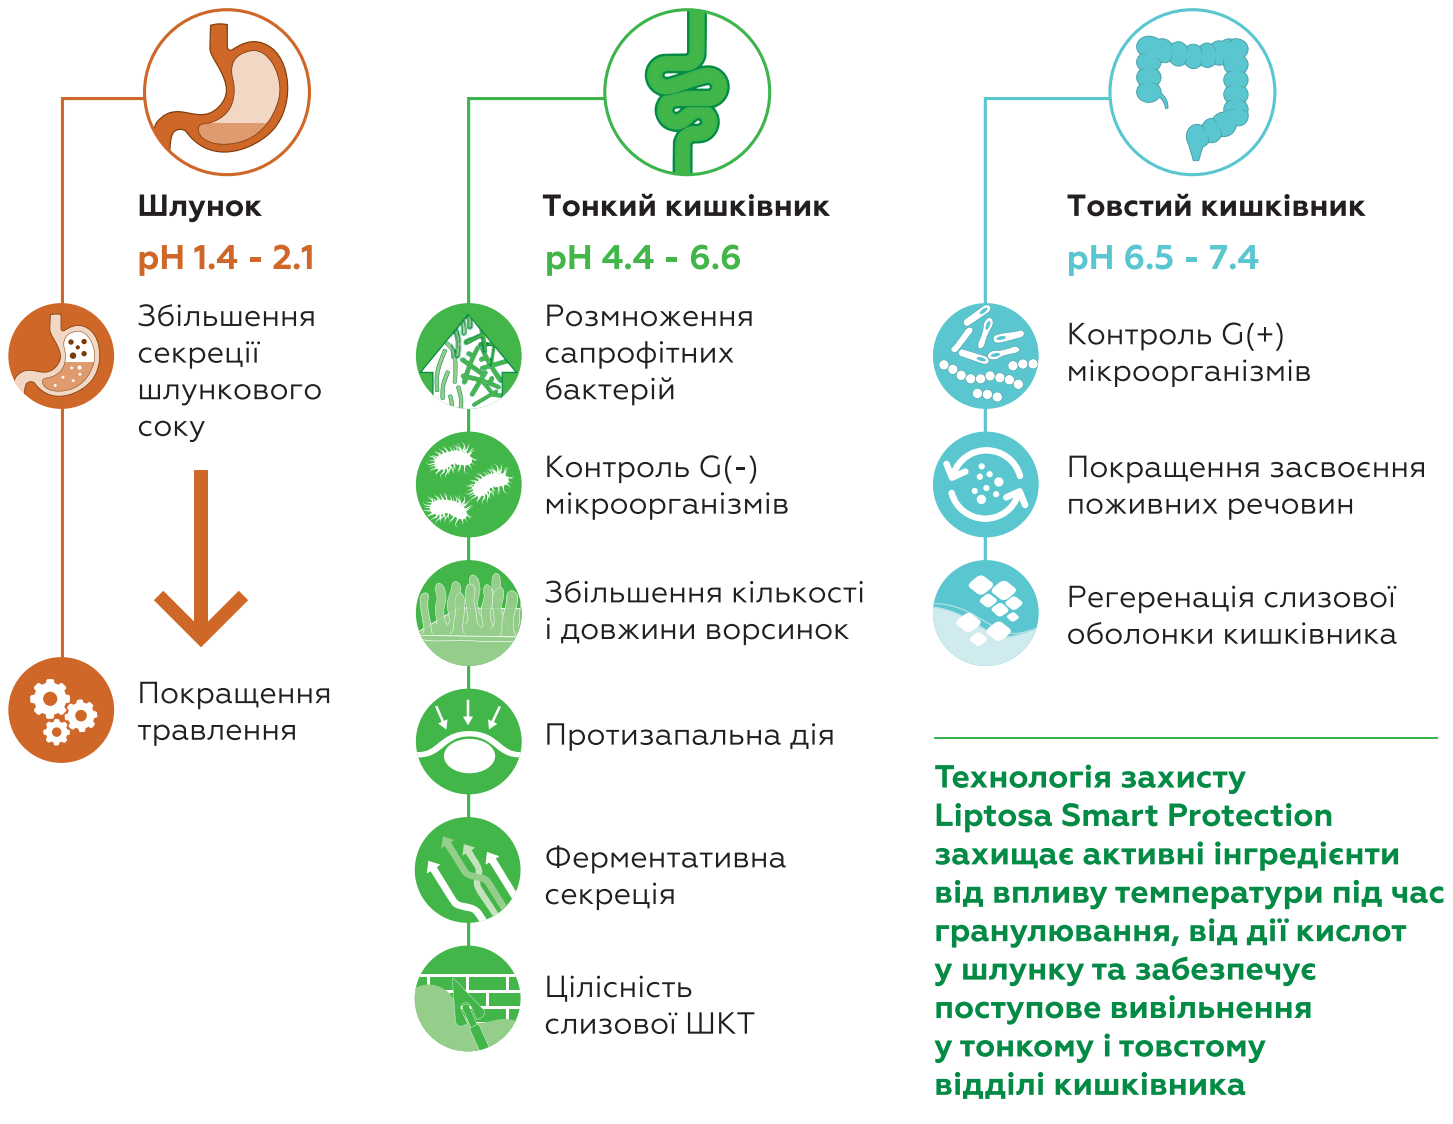 Шлунок
pH 1.4 - 2.1
Збільшення
секреції
шлункового
соку
Покращення
травлення
Тонкий кишківник
pH 4.4 - 6.6
Розмноження
сапрофітних
бактерій
Контроль G(-)
мікроорганізмів
Збільшення кількості
і довжини ворсинок
Протизапальна дія
Ферментативна
секреція
Цілісність
слизової ШКТ
Товстий кишківник
pH 6.5 - 7.4
Контроль G(+)
мікроорганізмів
Покращення засвоєння
поживних речовин
Регеренація слизової
оболонки кишківника
Технологія захисту
Liptosa Smart Protection
захищає активні інгредієнти
від впливу температури під час
гранулювання, від дії кислот
у шлунку та забезпечує
поступове вивільнення
у тонкому і товстому
відділі кишківника